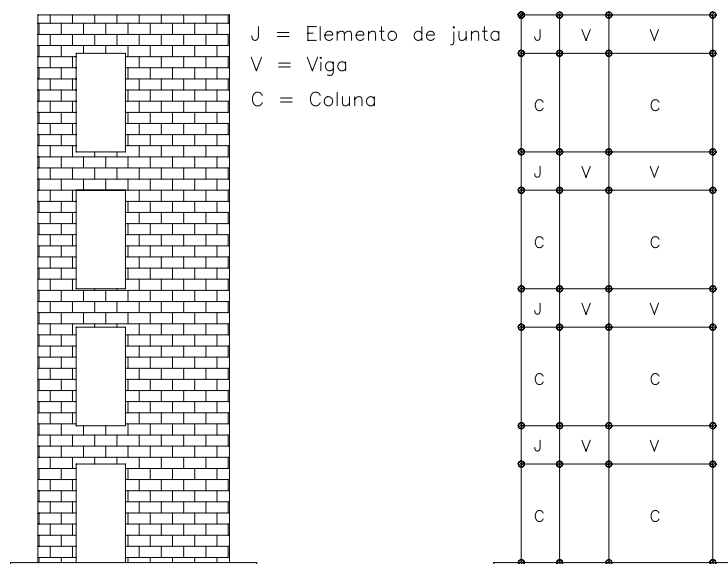 J = Elemento de junta
V = Viga
C = Coluna
J V V
C C
J V V
C C
J V V
C C
J V V
C C